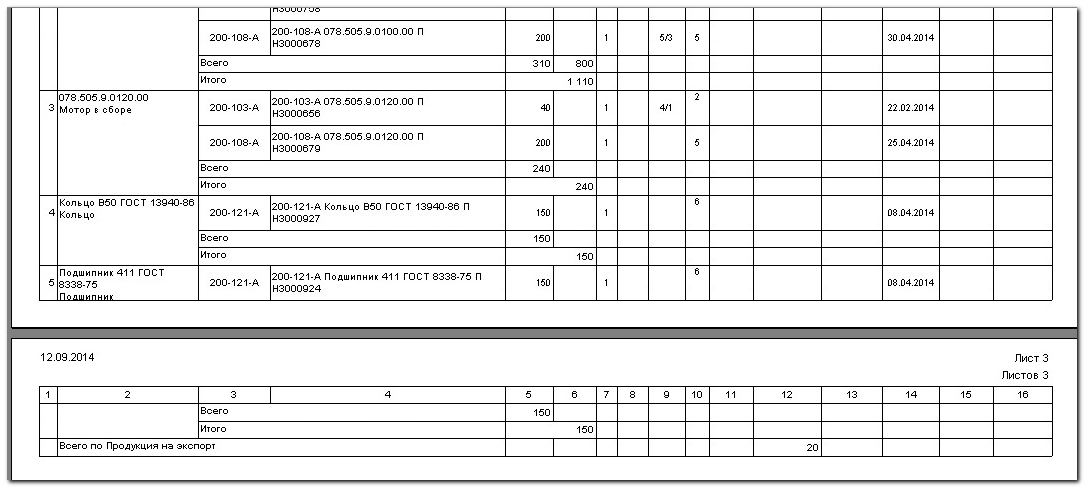 Н3000758
200-108-А 200-108-А 078.505.9.0100.00 П 200 1 5/3 5 30.04.2014
Н3000678
Всего 310 800
Итого 1 110
3 078.505.9.0120.00 200-103-А 200-103-А 078.505.9.0120.00 П 40 1 4/1 2 22.02.2014
Мотор в сборе Н3000656
200-108-А 200-108-А 078.505.9.0120.00 П 200 1 5 25.04.2014
Н3000679
Всего 240
Итого 240
4 Кольцо В50 ГОСТ 13940-86 200-121-А 200-121-А Кольцо В50 ГОСТ 13940-86 П 150 1 6 08.04.2014
Кольцо Н3000927
Всего 150
Итого 150
5 Подшипник 411 ГОСТ 200-121-А 200-121-А Подшипник 411 ГОСТ 8338-75 П 150 1 6 08.04.2014
8338-75 Н3000924
Подшипник
12.09.2014 Лист 3
Листов 3
1 2 3 4 5 6 7 8 9 10 11 12 13 14 15 16
Всего 150
Итого 150
Всего по Продукция на экспорт 20